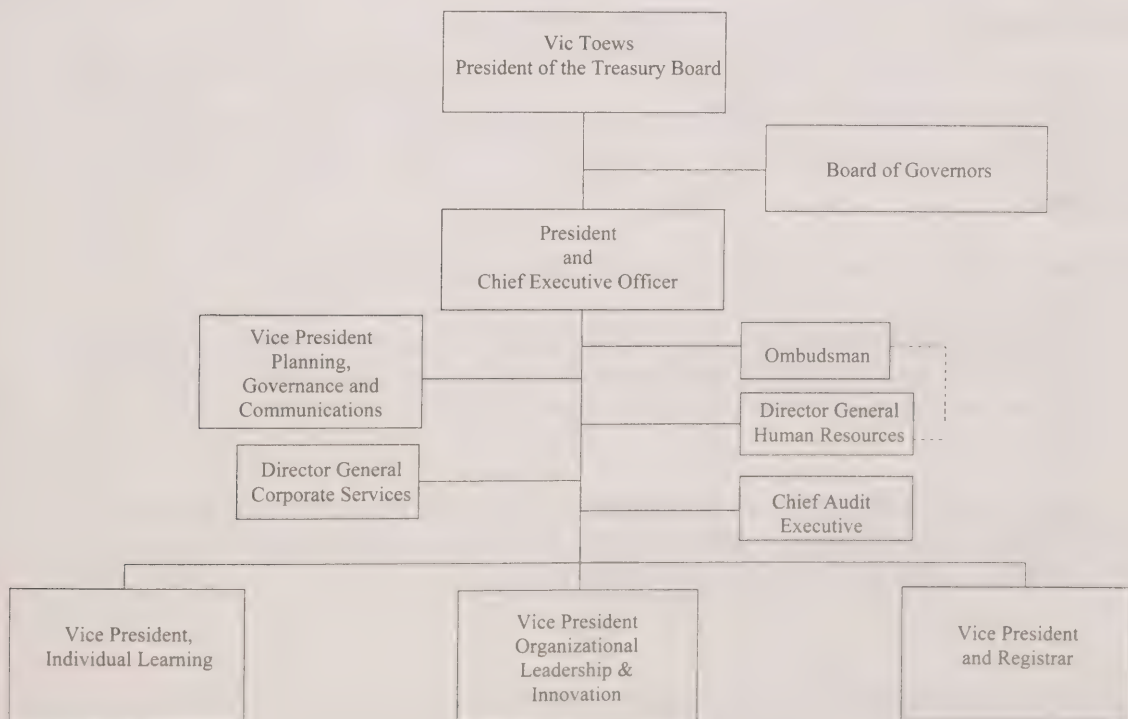 Vic Toews
President of the Treasury Board
Board of Governors
President
and
Chief Executive Officer
Vice President
Planning,
Governance and
Communications
Ombudsman
Director General
Human Resources
Director General
Corporate Services
Chief Audit
Executive
Vice President,
Individual Learning
Vice President
Organizational
Leadership &
Innovation
Vice President
and Registrar